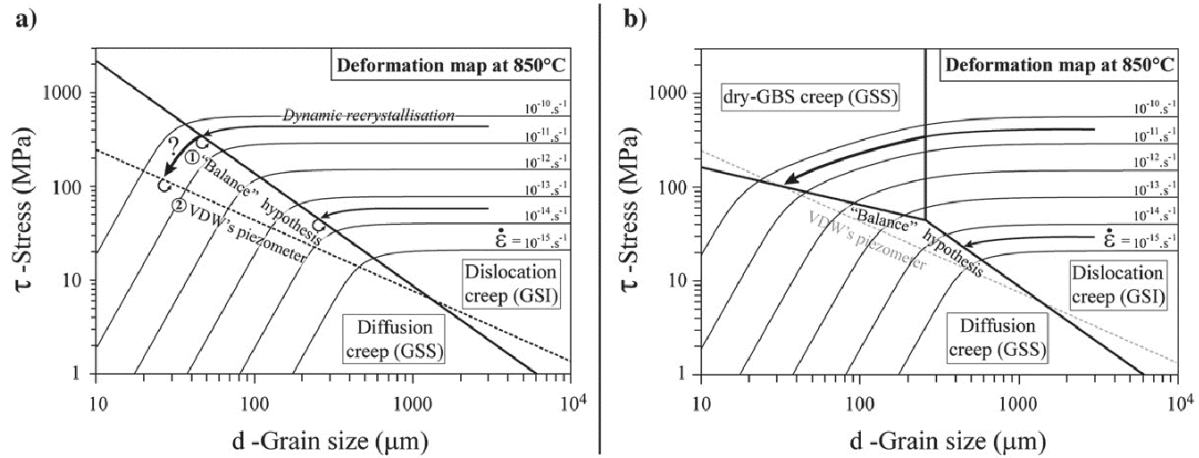 a)
Deformation map at 850°C
1000
100
10
1
τ -Stress (MPa)
10
100
1000
10⁴
d -Grain size (µm)
Dynamic recrystallisation
?
① "Balance" hypothesis
② VDW's piezometer
10⁻¹⁰.s⁻¹
10⁻¹¹.s⁻¹
10⁻¹².s⁻¹
10⁻¹³.s⁻¹
10⁻¹⁴.s⁻¹
ε̇ = 10⁻¹⁵.s⁻¹
Dislocation
creep (GSI)
Diffusion
creep (GSS)
b)
Deformation map at 850°C
dry-GBS creep (GSS)
1000
100
10
1
τ -Stress (MPa)
10
100
1000
10⁴
d -Grain size (µm)
"Balance" hypothesis
VDW's piezometer
10⁻¹⁰.s⁻¹
10⁻¹¹.s⁻¹
10⁻¹².s⁻¹
10⁻¹³.s⁻¹
10⁻¹⁴.s⁻¹
ε̇ = 10⁻¹⁵.s⁻¹
Dislocation
creep (GSI)
Diffusion
creep (GSS)